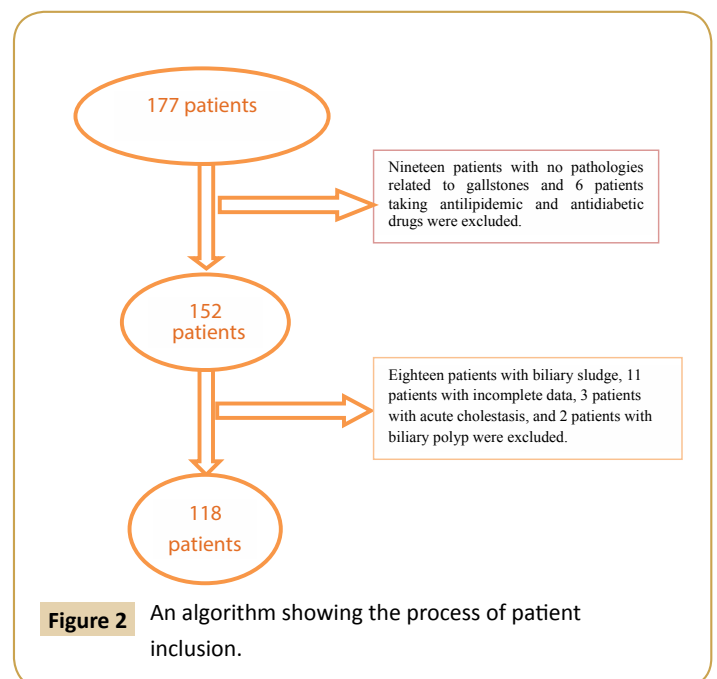 177 patients
Nineteen patients with no pathologies
related to gallstones and 6 patients
taking antilipidemic and antidiabetic
drugs were excluded.
152
patients
Eighteen patients with biliary sludge, 11
patients with incomplete data, 3 patients
with acute cholestasis, and 2 patients with
biliary polyp were excluded.
118
patients
Figure 2 An algorithm showing the process of patient
inclusion.